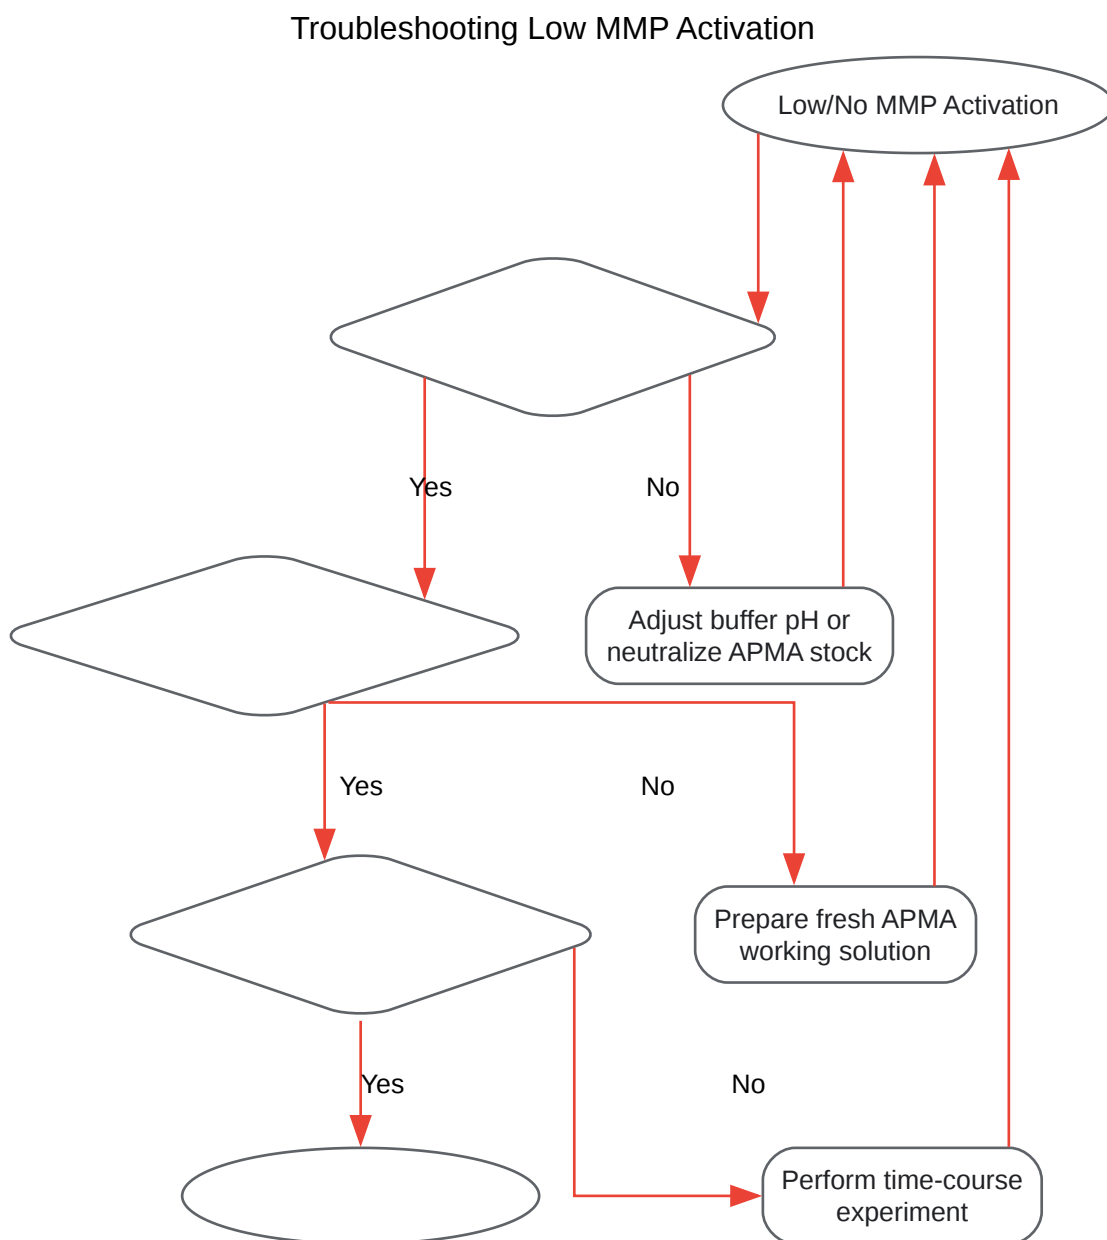 Troubleshooting Low MMP Activation
Low/No MMP Activation
Yes
No
Adjust buffer pH or
neutralize APMA stock
Yes
No
Prepare fresh APMA
working solution
Yes
No
Perform time-course
experiment